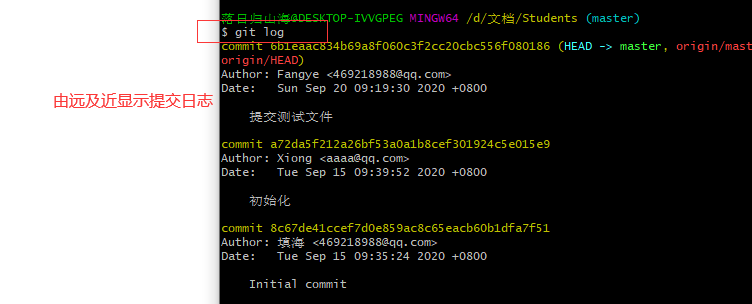 落日归山海@DESKTOP-IVVGPEG MINGW64 /d/文档/Students (master)
$ git log
commit 6b1eaac834b69a8f060c3f2cc20cbc556f080186 (HEAD -> master, origin/mast
origin/HEAD)
Author: Fangye <469218988@qq.com>
Date:   Sun Sep 20 09:19:30 2020 +0800
由远及近显示提交日志
提交测试文件
commit a72da5f212a26bf53a0a1b8cef301924c5e015e9
Author: Xiong <aaaa@qq.com>
Date:   Tue Sep 15 09:39:52 2020 +0800
初始化
commit 8c67de41ccef7d0e859ac8c65eacb60b1dfa7f51
Author: 填海 <469218988@qq.com>
Date:   Tue Sep 15 09:35:24 2020 +0800
Initial commit